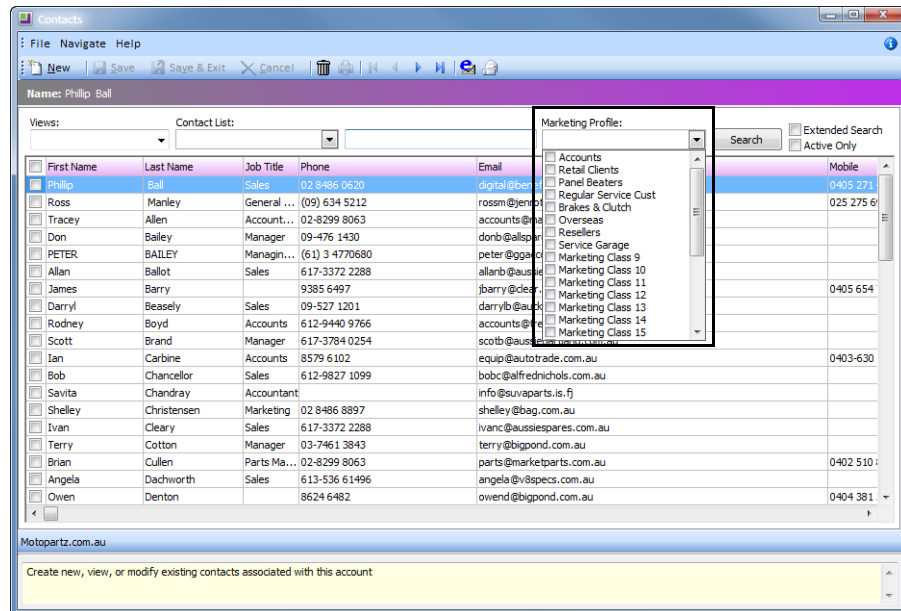 Contacts
File Navigate Help
New Save Save & Exit Cancel
Name: Phillip Ball
Views: Contact List: Marketing Profile:
Search Extended Search
Active Only
First Name Last Name Job Title Phone Email Mobile
Phillip Ball Sales 02 8486 0620 0405 271
Ross Manley General ... (09) 634 5212 025 275
Tracey Allen Account... 02-8299 8063
Don Bailey Manager 09-476 1430
PETER BAILEY Managin... (61) 3 4770680
Allan Ballot Sales 617-3372 2288
James Barry 9385 6497 0405 654
Darryl Beasely Sales 09-527 1201
Rodney Boyd Accounts 612-9440 9766
Scott Brand Manager 617-3784 0254
Ian Carbine Accounts 8579 6102 equip@autotrade.com.au 0403-630
Bob Chancellor Sales 612-9827 1099 bobc@alfrednichols.com.au
Savita Chandray Accountant info@suvaparts.is.fj
Shelley Christensen Marketing 02 8486 8897 shelley@bag.com.au
Ivan Cleary Sales 617-3372 2288 ivanc@aussiespares.com.au
Terry Cotton Manager 03-7461 3843 terry@bigpond.com.au
Brian Cullen Parts Ma... 02-8299 8063 parts@marketparts.com.au 0402 510
Angela Dachworth Sales 613-536 61496 angela@v8specs.com.au
Owen Denton 8624 6482 owend@bigpond.com.au 0404 381
Accounts
Retail Clients
Panel Beaters
Regular Service Cust
Brakes & Clutch
Overseas
Resellers
Service Garage
Marketing Class 9
Marketing Class 10
Marketing Class 11
Marketing Class 12
Marketing Class 13
Marketing Class 14
Marketing Class 15
Motopartz.com.au
Create new, view, or modify existing contacts associated with this account